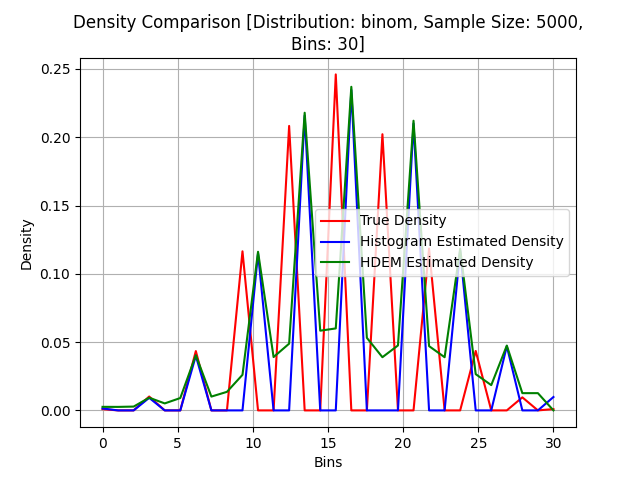 Density Comparison [Distribution: binom, Sample Size: 5000,
Bins: 30]
0.25
0.20
0.15
0.10
0.05
0.00
Density
True Density
Histogram Estimated Density
HDEM Estimated Density
0 5 10 15 20 25 30
Bins